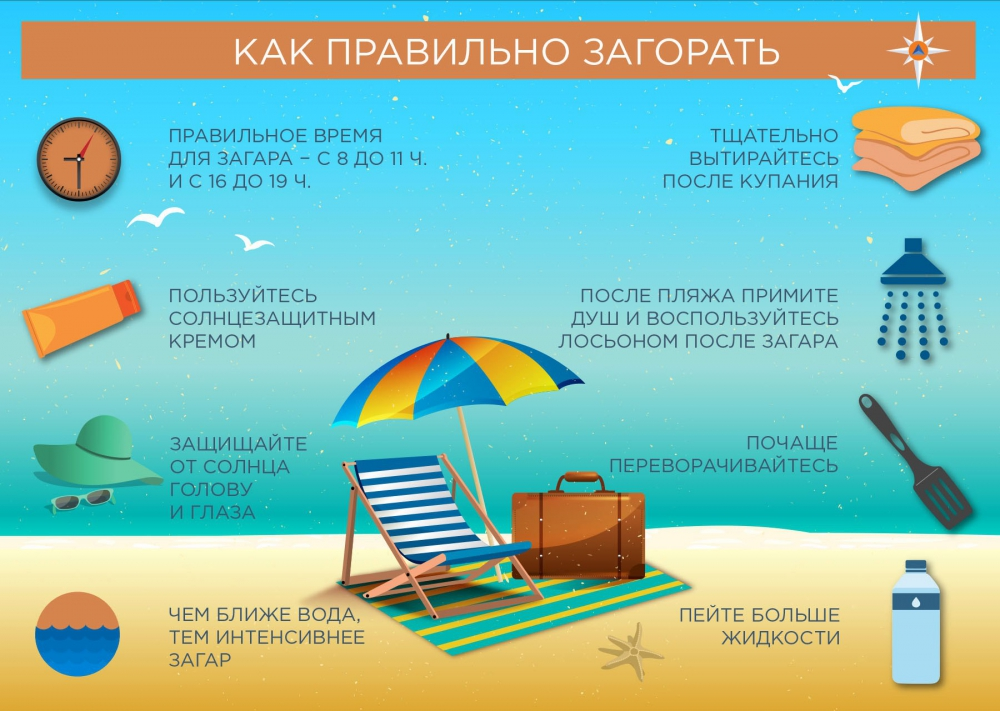 КАК ПРАВИЛЬНО ЗАГОРАТЬ
ПРАВИЛЬНОЕ ВРЕМЯ
ДЛЯ ЗАГАРА – С 8 ДО 11 Ч.
И С 16 ДО 19 Ч.
ТЩАТЕЛЬНО
ВЫТИРАЙТЕСЬ
ПОСЛЕ КУПАНИЯ
ПОЛЬЗУЙТЕСЬ
СОЛНЦЕЗАЩИТНЫМ
КРЕМОМ
ПОСЛЕ ПЛЯЖА ПРИМИТЕ
ДУШ И ВОСПОЛЬЗУЙТЕСЬ
ЛОСЬОНОМ ПОСЛЕ ЗАГАРА
ЗАЩИЩАЙТЕ
ОТ СОЛНЦА
ГОЛОВУ
И ГЛАЗА
ПОЧАЩЕ
ПЕРЕВОРАЧИВАЙТЕСЬ
ЧЕМ БЛИЖЕ ВОДА,
ТЕМ ИНТЕНСИВНЕЕ
ЗАГАР
ПЕЙТЕ БОЛЬШЕ
ЖИДКОСТИ